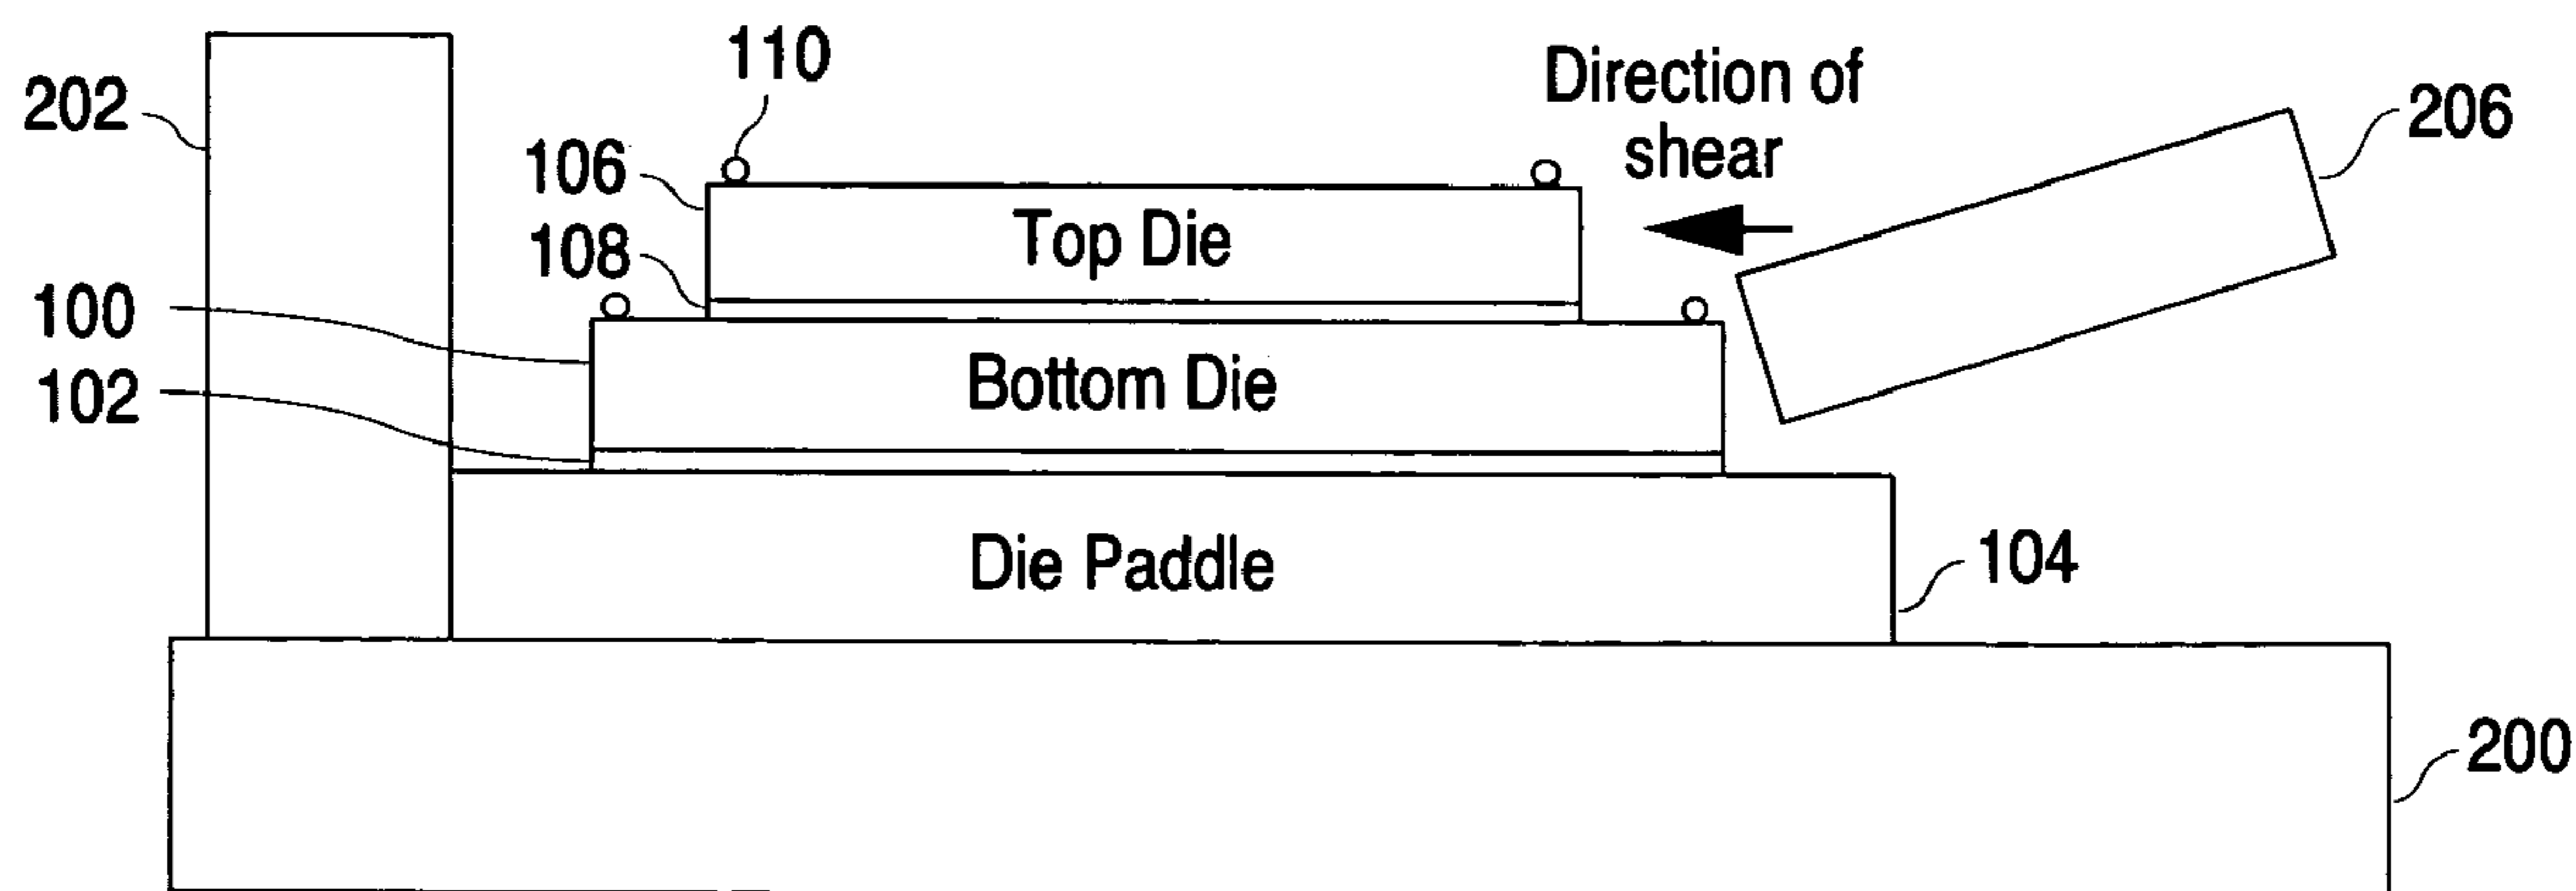 110
Direction of
shear
202
206
106
Top Die
108
100
Bottom Die
102
Die Paddle
104
200